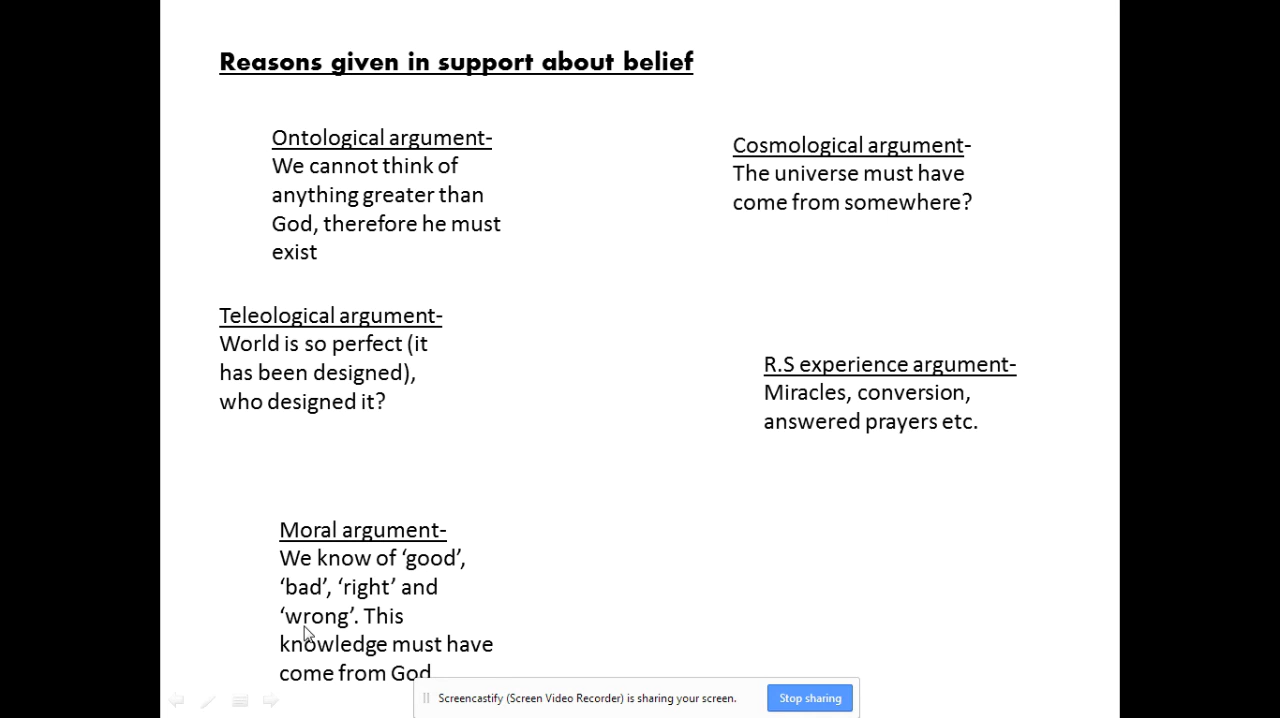 Reasons given in support about belief
Ontological argument-
We cannot think of
anything greater than
God, therefore he must
exist
Cosmological argument-
The universe must have
come from somewhere?
Teleological argument-
World is so perfect (it
has been designed),
who designed it?
R.S experience argument-
Miracles, conversion,
answered prayers etc.
Moral argument-
We know of ‘good’,
‘bad’, ‘right’ and
‘wrong’. This
knowledge must have
come from God
Screencastify (Screen Video Recorder) is sharing your screen.
Stop sharing